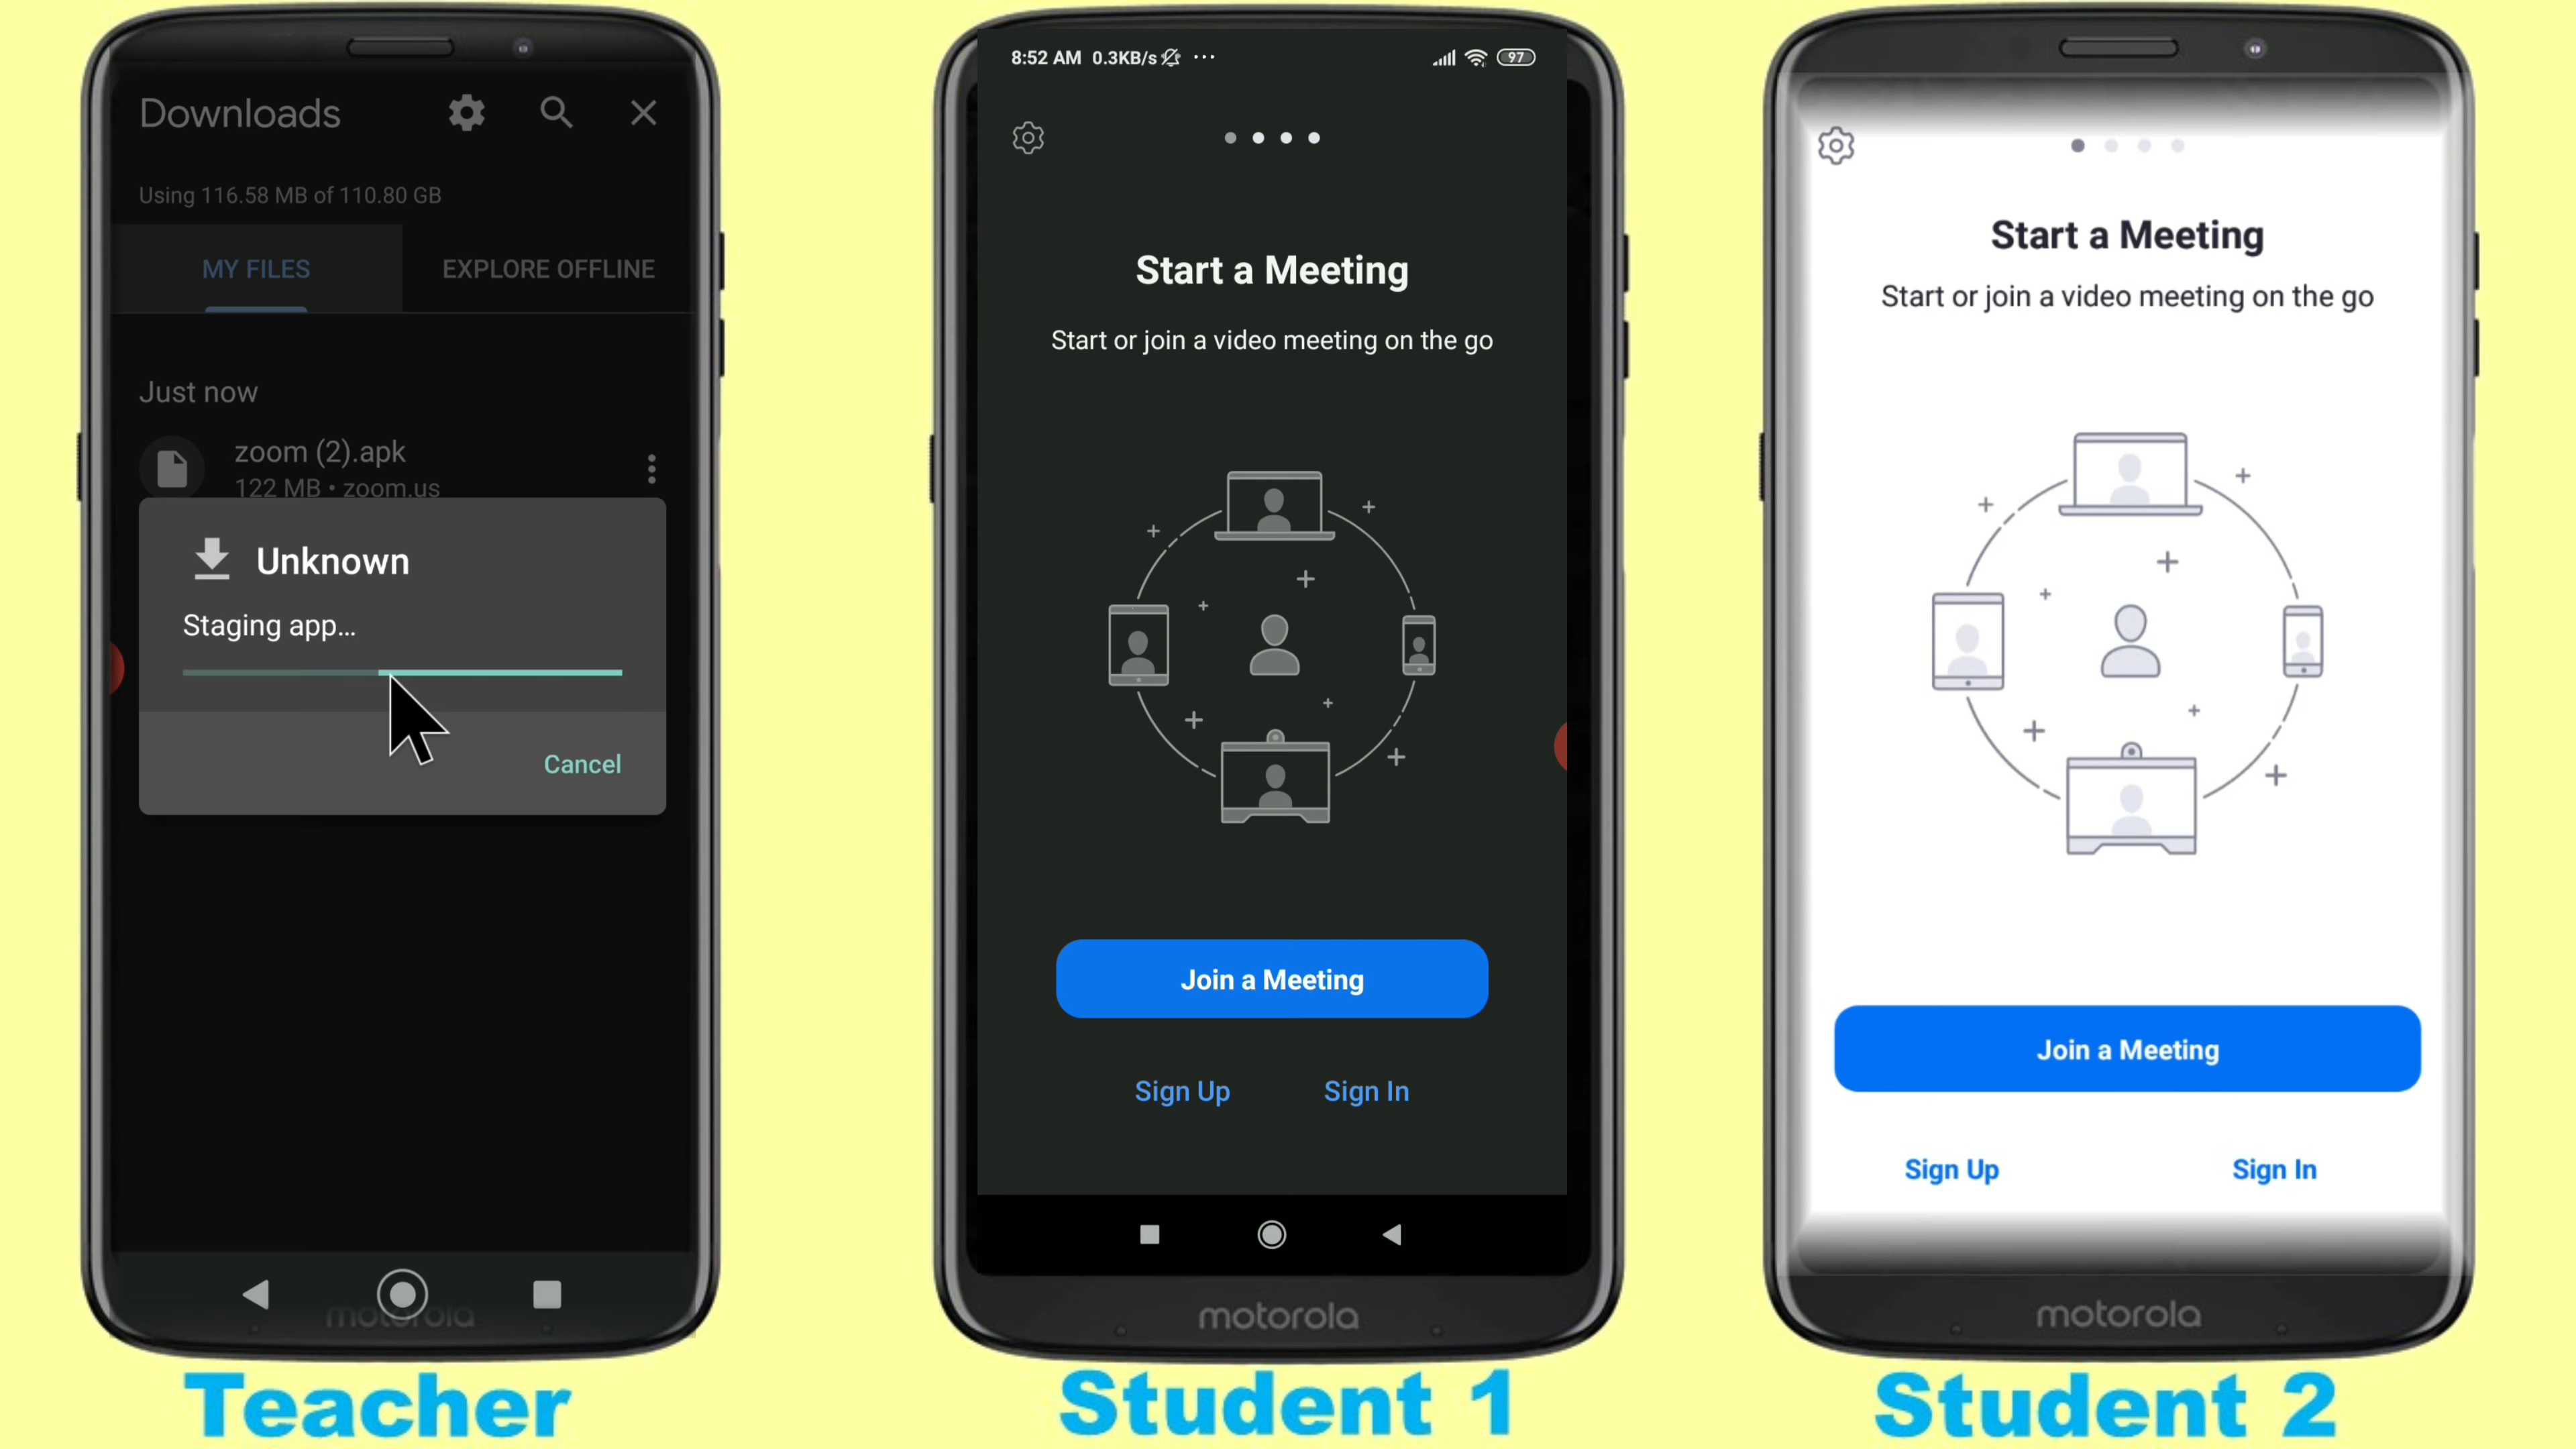 Downloads
Using 116.58 MB of 110.80 GB
MY FILES
EXPLORE OFFLINE
Just now
zoom (2).apk
122 MB • zoom.us
Unknown
Staging app...
Cancel
motorola
Teacher
8:52 AM 0.3KB/s ...
97
Start a Meeting
Start or join a video meeting on the go
Join a Meeting
Sign Up
Sign In
motorola
Student 1
Start a Meeting
Start or join a video meeting on the go
Join a Meeting
Sign Up
Sign In
motorola
Student 2